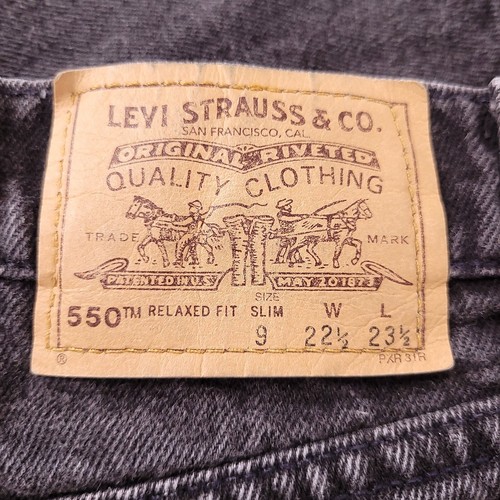 LEVI STRAUSS & CO.
SAN FRANCISCO, CAL.
ORIGINAL RIVETED
QUALITY CLOTHING
TRADE MARK
PATENTED IN U.S. MAY 20 1873
SIZE
550™ RELAXED FIT SLIM W L
9 22½ 23½
® PXR 31R